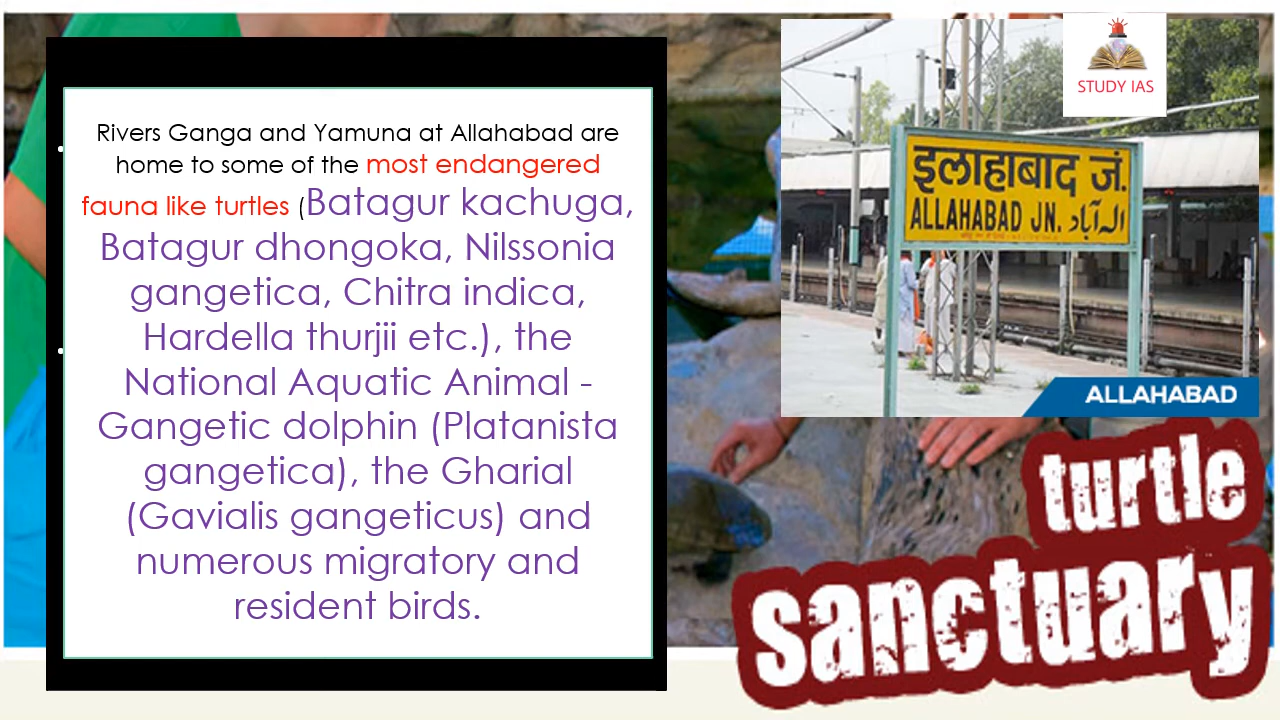 Rivers Ganga and Yamuna at Allahabad are
home to some of the most endangered
fauna like turtles (Batagur kachuga,
Batagur dhongoka, Nilssonia
gangetica, Chitra indica,
Hardella thurjii etc.), the
National Aquatic Animal -
Gangetic dolphin (Platanista
gangetica), the Gharial
(Gavialis gangeticus) and
numerous migratory and
resident birds.
STUDY IAS
इलाहाबाद जं.
ALLAHABAD JN. الہ آباد
ALLAHABAD
turtle
sanctuary